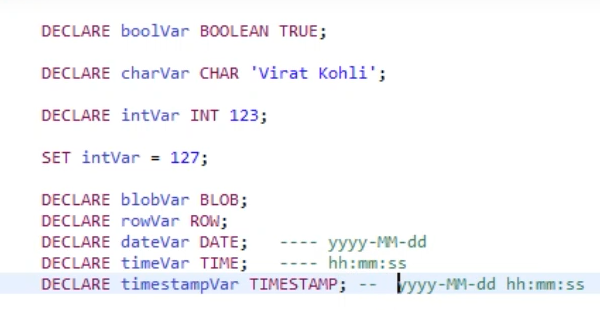 DECLARE boolVar BOOLEAN TRUE;
DECLARE charVar CHAR 'Virat Kohli';
DECLARE intVar INT 123;
SET intVar = 127;
DECLARE blobVar BLOB;
DECLARE rowVar ROW;
DECLARE dateVar DATE;   ---- yyyy-MM-dd
DECLARE timeVar TIME;   ---- hh:mm:ss
DECLARE timestampVar TIMESTAMP; --  yyyy-MM-dd hh:mm:ss